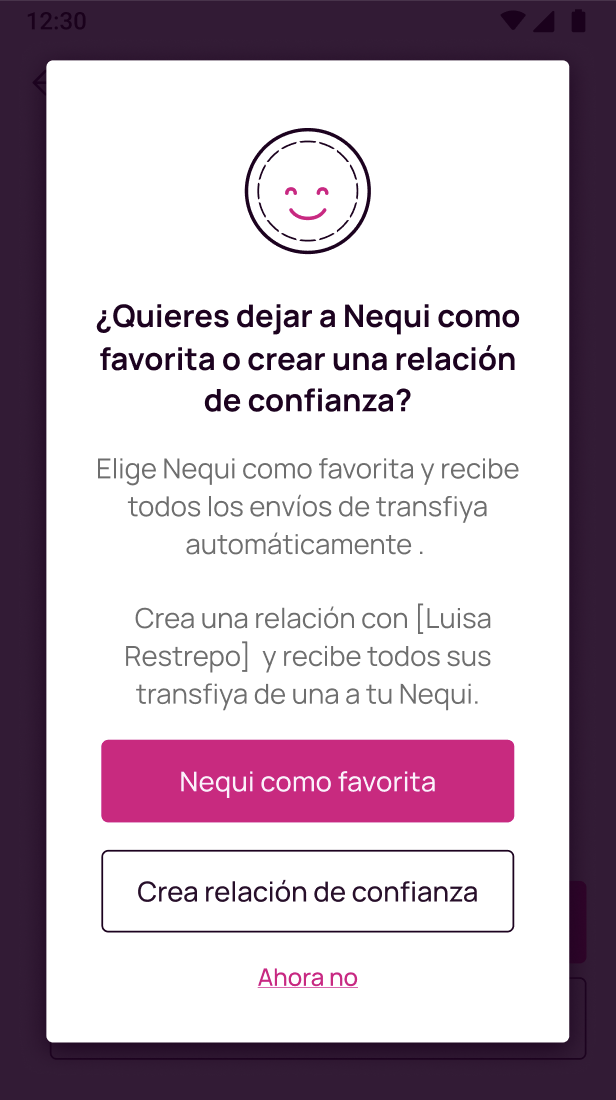 12:30
¿Quieres dejar a Nequi como
favorita o crear una relación
de confianza?
Elige Nequi como favorita y recibe
todos los envíos de transfiya
automáticamente .
Crea una relación con [Luisa
Restrepo]  y recibe todos sus
transfiya de una a tu Nequi.
Nequi como favorita
Crea relación de confianza
Ahora no